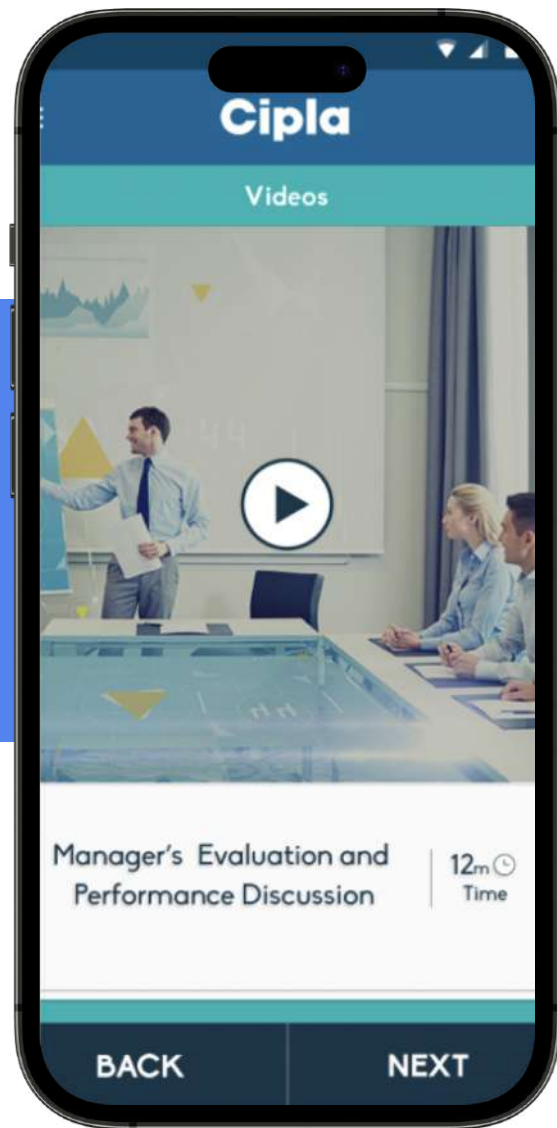 Cipla
Videos
Manager's Evaluation and
Performance Discussion
12m
Time
BACK
NEXT